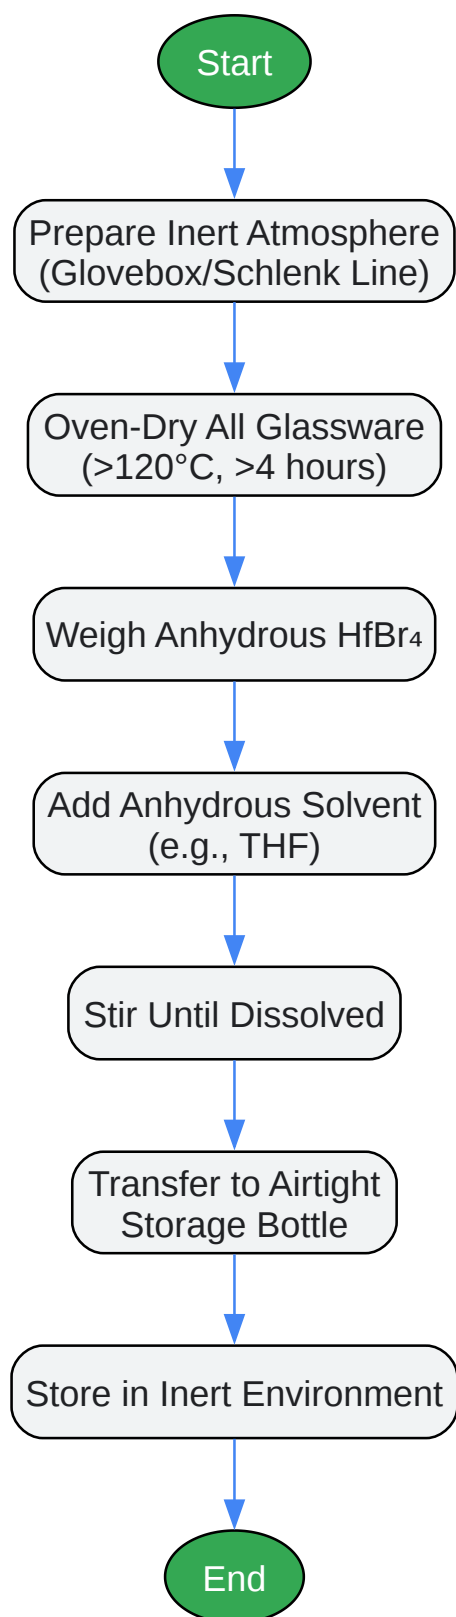 Start
Prepare Inert Atmosphere
(Glovebox/Schlenk Line)
Oven-Dry All Glassware
(>120°C, >4 hours)
Weigh Anhydrous HfBr₄
Add Anhydrous Solvent
(e.g., THF)
Stir Until Dissolved
Transfer to Airtight
Storage Bottle
Store in Inert Environment
End